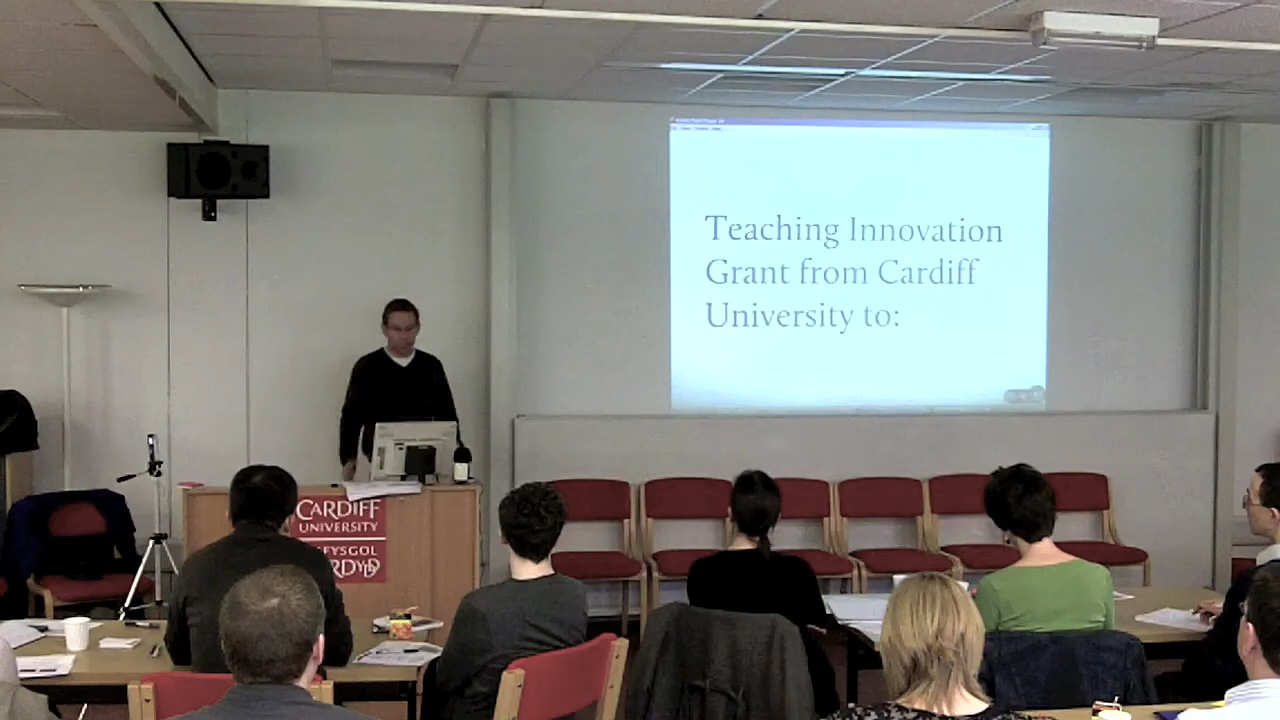 Teaching Innovation
Grant from Cardiff
University to:
CARDIFF
UNIVERSITY